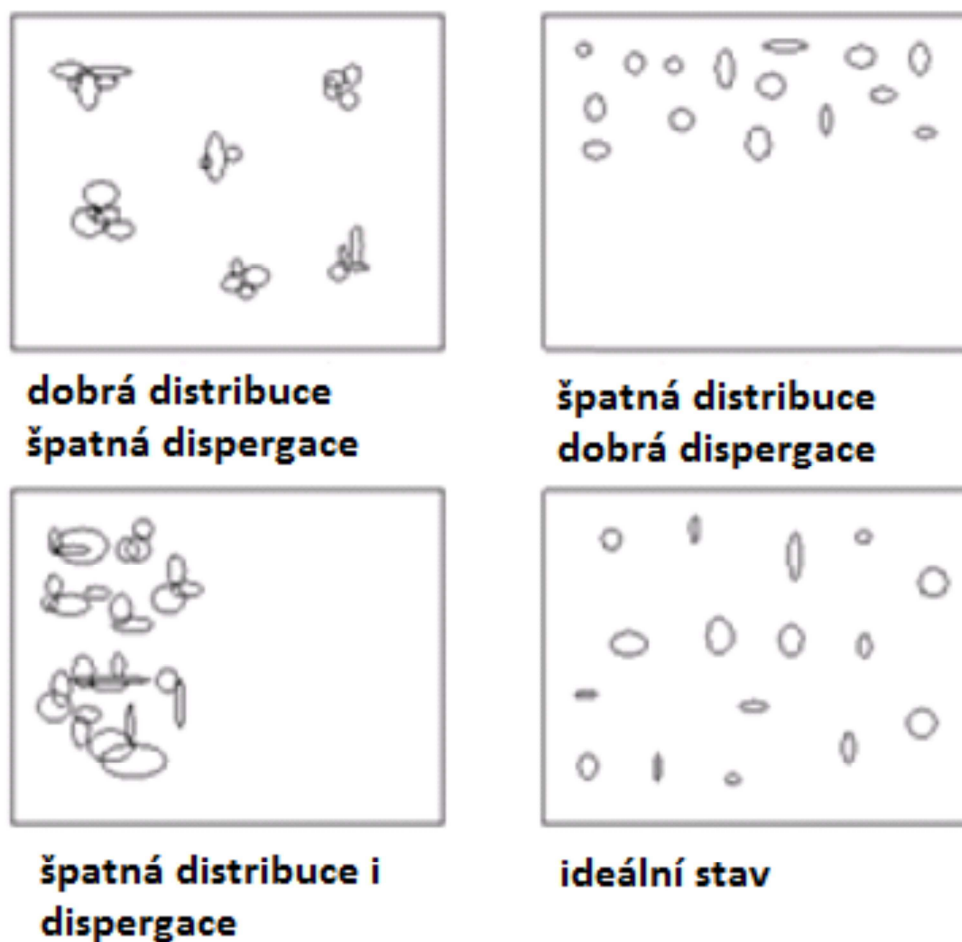 dobrá distribuce
špatná dispergace
špatná distribuce
dobrá dispergace
špatná distribuce i
dispergace
ideální stav